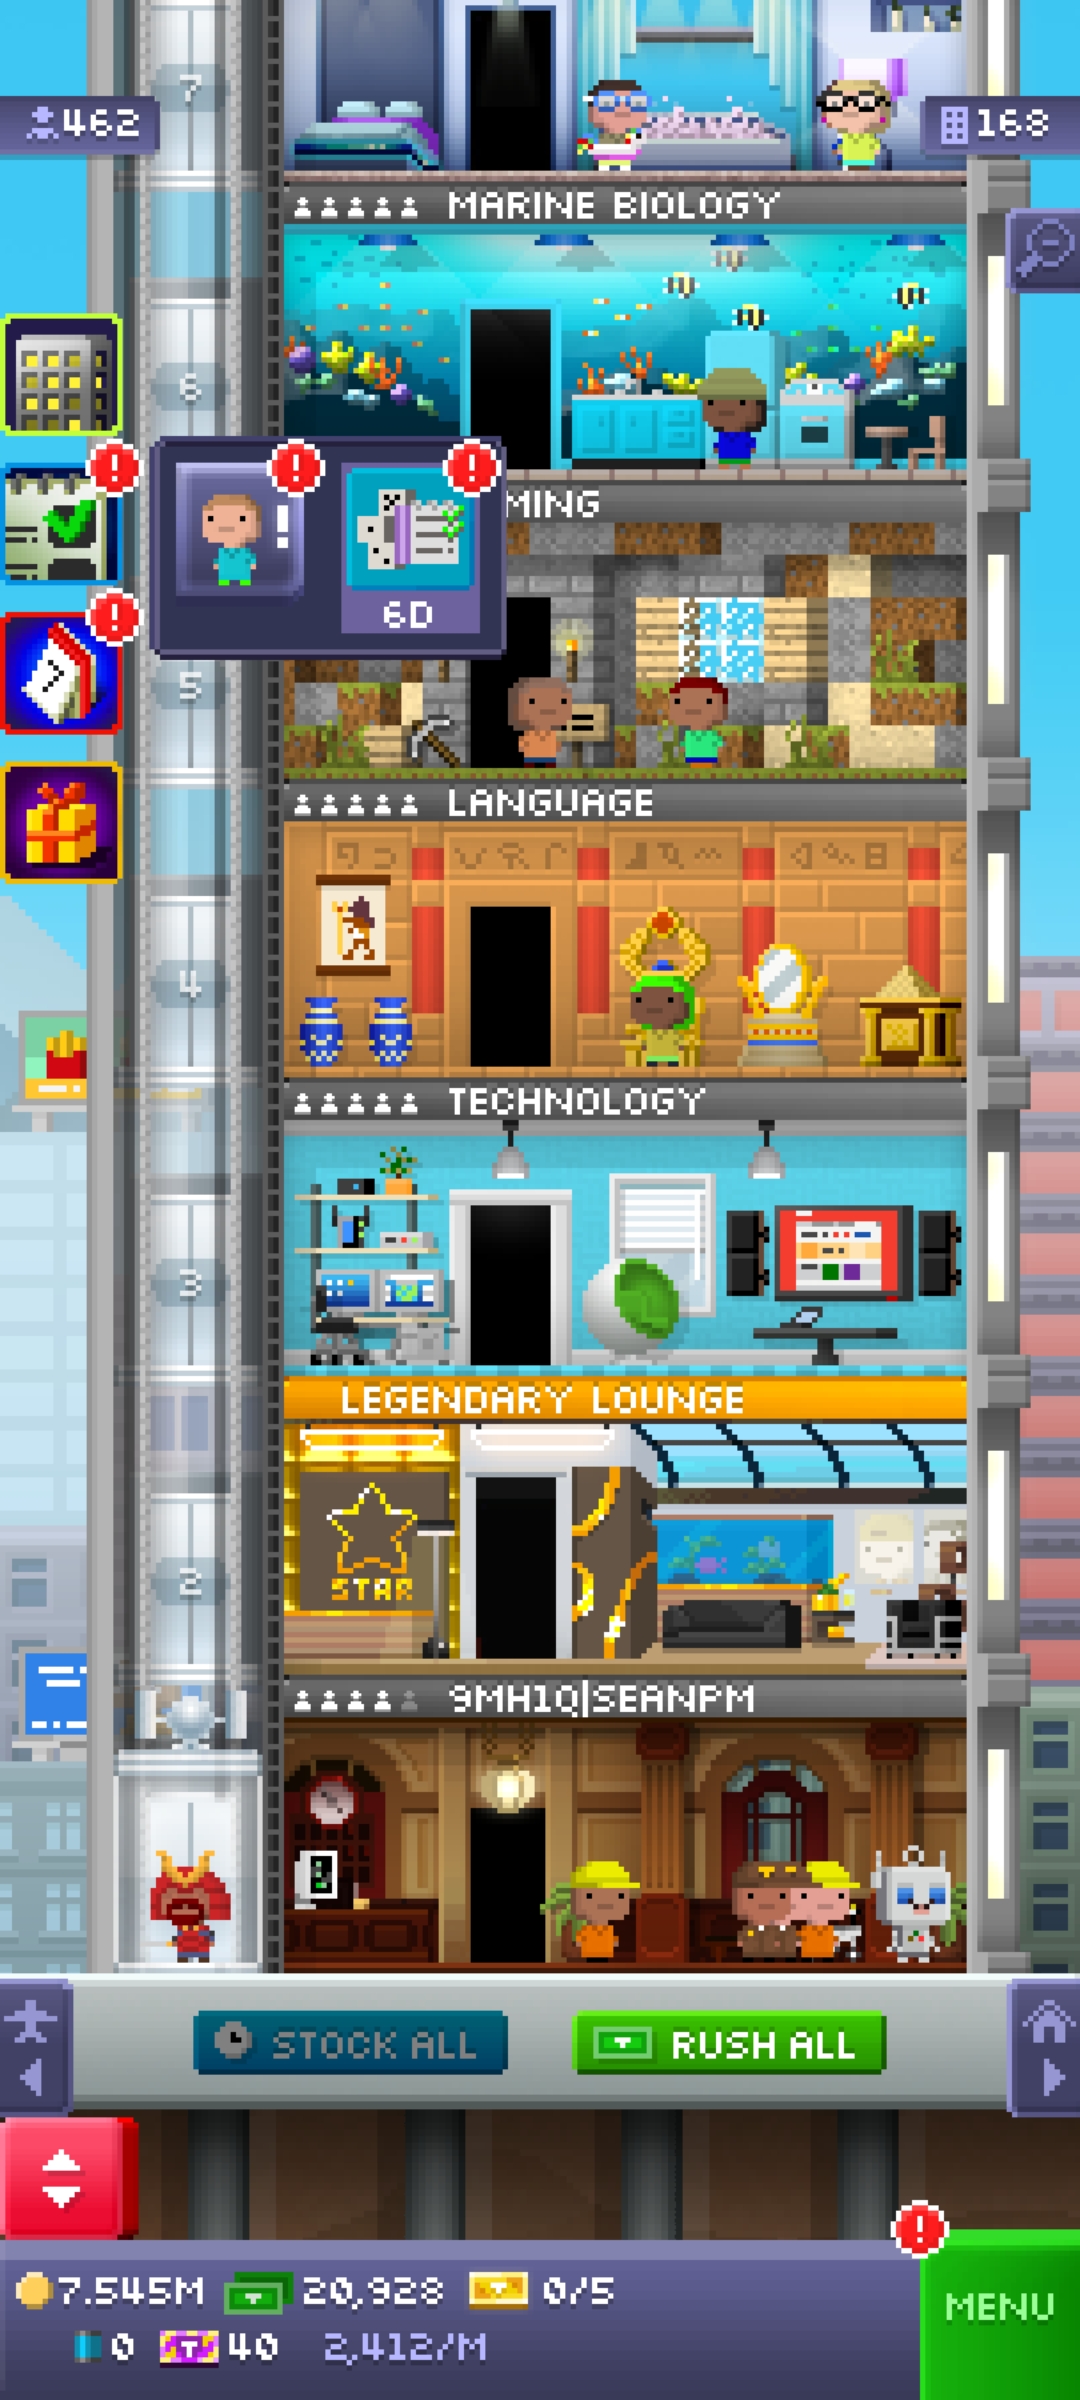 7
462
168
MARINE BIOLOGY
6
!
!
!
!
MING
6D
!
5
LANGUAGE
4
TECHNOLOGY
3
LEGENDARY LOUNGE
STAR
2
9MH1Q|SEANPM
STOCK ALL
RUSH ALL
!
7.545M 20,928 0/5
MENU
0 40 2,412/M